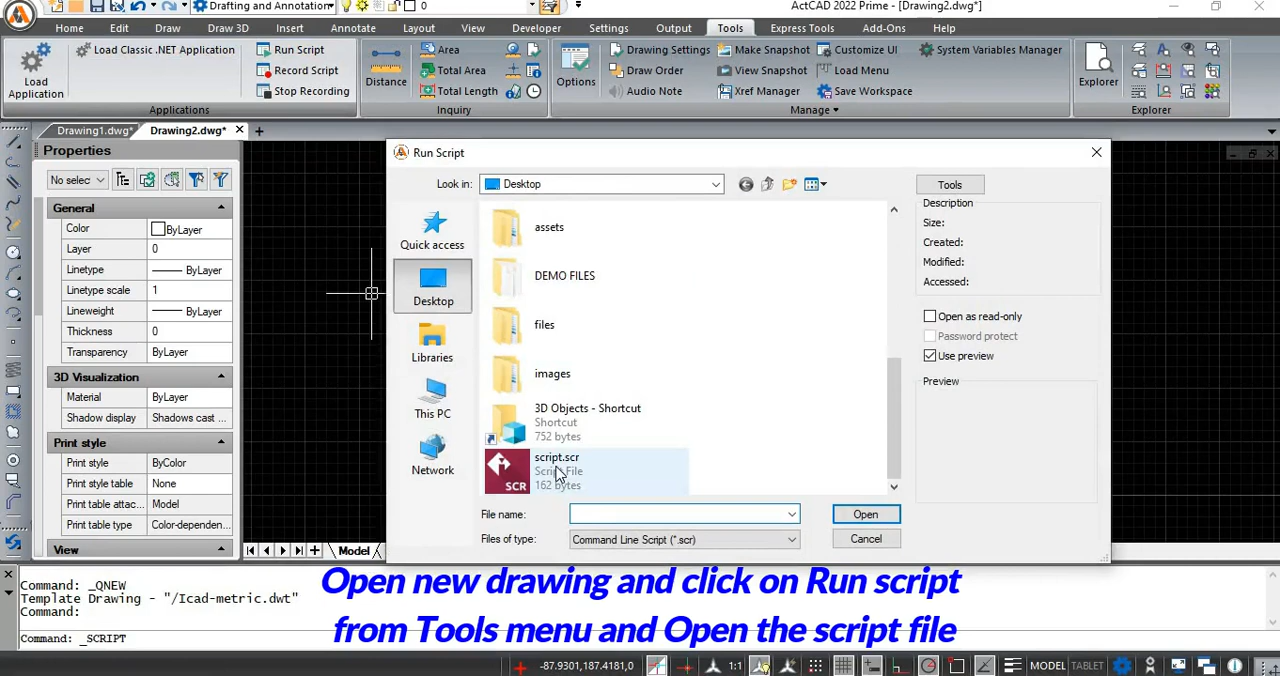 Drafting and Annotation
0
ActCAD 2022 Prime - [Drawing2.dwg*]
Home Edit Draw Draw 3D Insert Annotate Layout View Developer Settings Output Tools Express Tools Add-Ons Help
Load Application
Load Classic .NET Application
Run Script
Record Script
Stop Recording
Applications
Distance
Area
Total Area
Total Length
Inquiry
Options
Drawing Settings
Draw Order
Audio Note
Make Snapshot
View Snapshot
Xref Manager
Customize UI
Load Menu
Save Workspace
System Variables Manager
Manage
Explorer
Explorer
Drawing1.dwg*
Drawing2.dwg*
Properties
No selec
General
Color ByLayer
Layer 0
Linetype ByLayer
Linetype scale 1
Lineweight ByLayer
Thickness 0
Transparency ByLayer
3D Visualization
Material ByLayer
Shadow display Shadows cast ...
Print style
Print style ByColor
Print style table None
Print table attac... Model
Print table type Color-dependen...
View
Run Script
Look in: Desktop
Quick access
Desktop
Libraries
This PC
Network
assets
DEMO FILES
files
images
3D Objects - Shortcut
Shortcut
752 bytes
SCR
script.scr
Script File
162 bytes
File name:
Open
Files of type: Command Line Script (*.scr)
Cancel
Tools
Description
Size:
Created:
Modified:
Accessed:
Open as read-only
Password protect
Use preview
Preview
Model
Command: _QNEW
Template Drawing - "/Icad-metric.dwt"
Command:
Command: _SCRIPT
Open new drawing and click on Run script
from Tools menu and Open the script file
-87.9301,187.4181,0
1:1
MODEL
TABLET